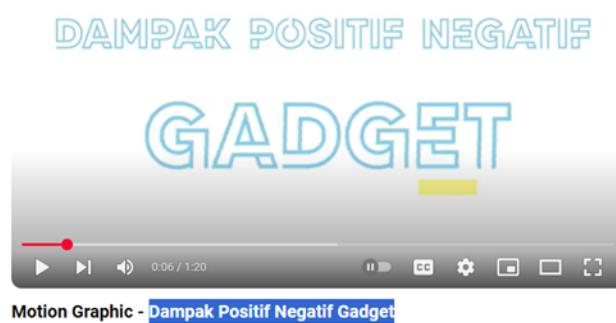 DAMPAK POSITIF NEGATIF
GADGET
0:06 / 1:20
CC
Motion Graphic - Dampak Positif Negatif Gadget